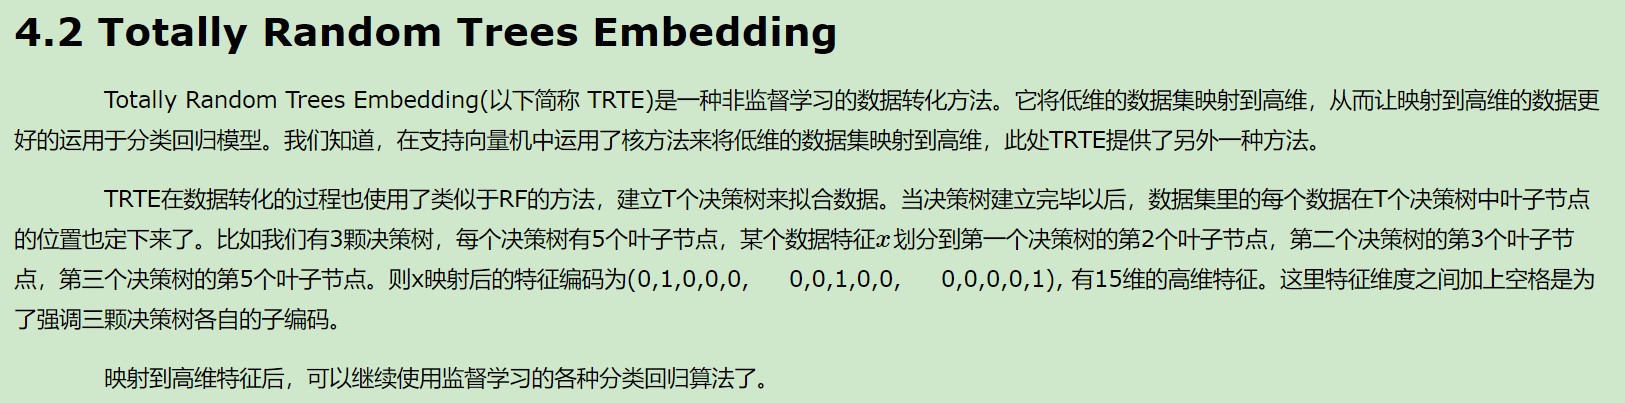 4.2 Totally Random Trees Embedding
Totally Random Trees Embedding(以下简称 TRTE)是一种非监督学习的数据转化方法。它将低维的数据集映射到高维，从而让映射到高维的数据更
好的运用于分类回归模型。我们知道，在支持向量机中运用了核方法来将低维的数据集映射到高维，此处TRTE提供了另外一种方法。
TRTE在数据转化的过程也使用了类似于RF的方法，建立T个决策树来拟合数据。当决策树建立完毕以后，数据集里的每个数据在T个决策树中叶子节点
的位置也定下来了。比如我们有3颗决策树，每个决策树有5个叶子节点，某个数据特征x划分到第一个决策树的第2个叶子节点，第二个决策树的第3个叶子节
点，第三个决策树的第5个叶子节点。则x映射后的特征编码为(0,1,0,0,0, 0,0,1,0,0, 0,0,0,0,1), 有15维的高维特征。这里特征维度之间加上空格是为
了强调三颗决策树各自的子编码。
映射到高维特征后，可以继续使用监督学习的各种分类回归算法了。